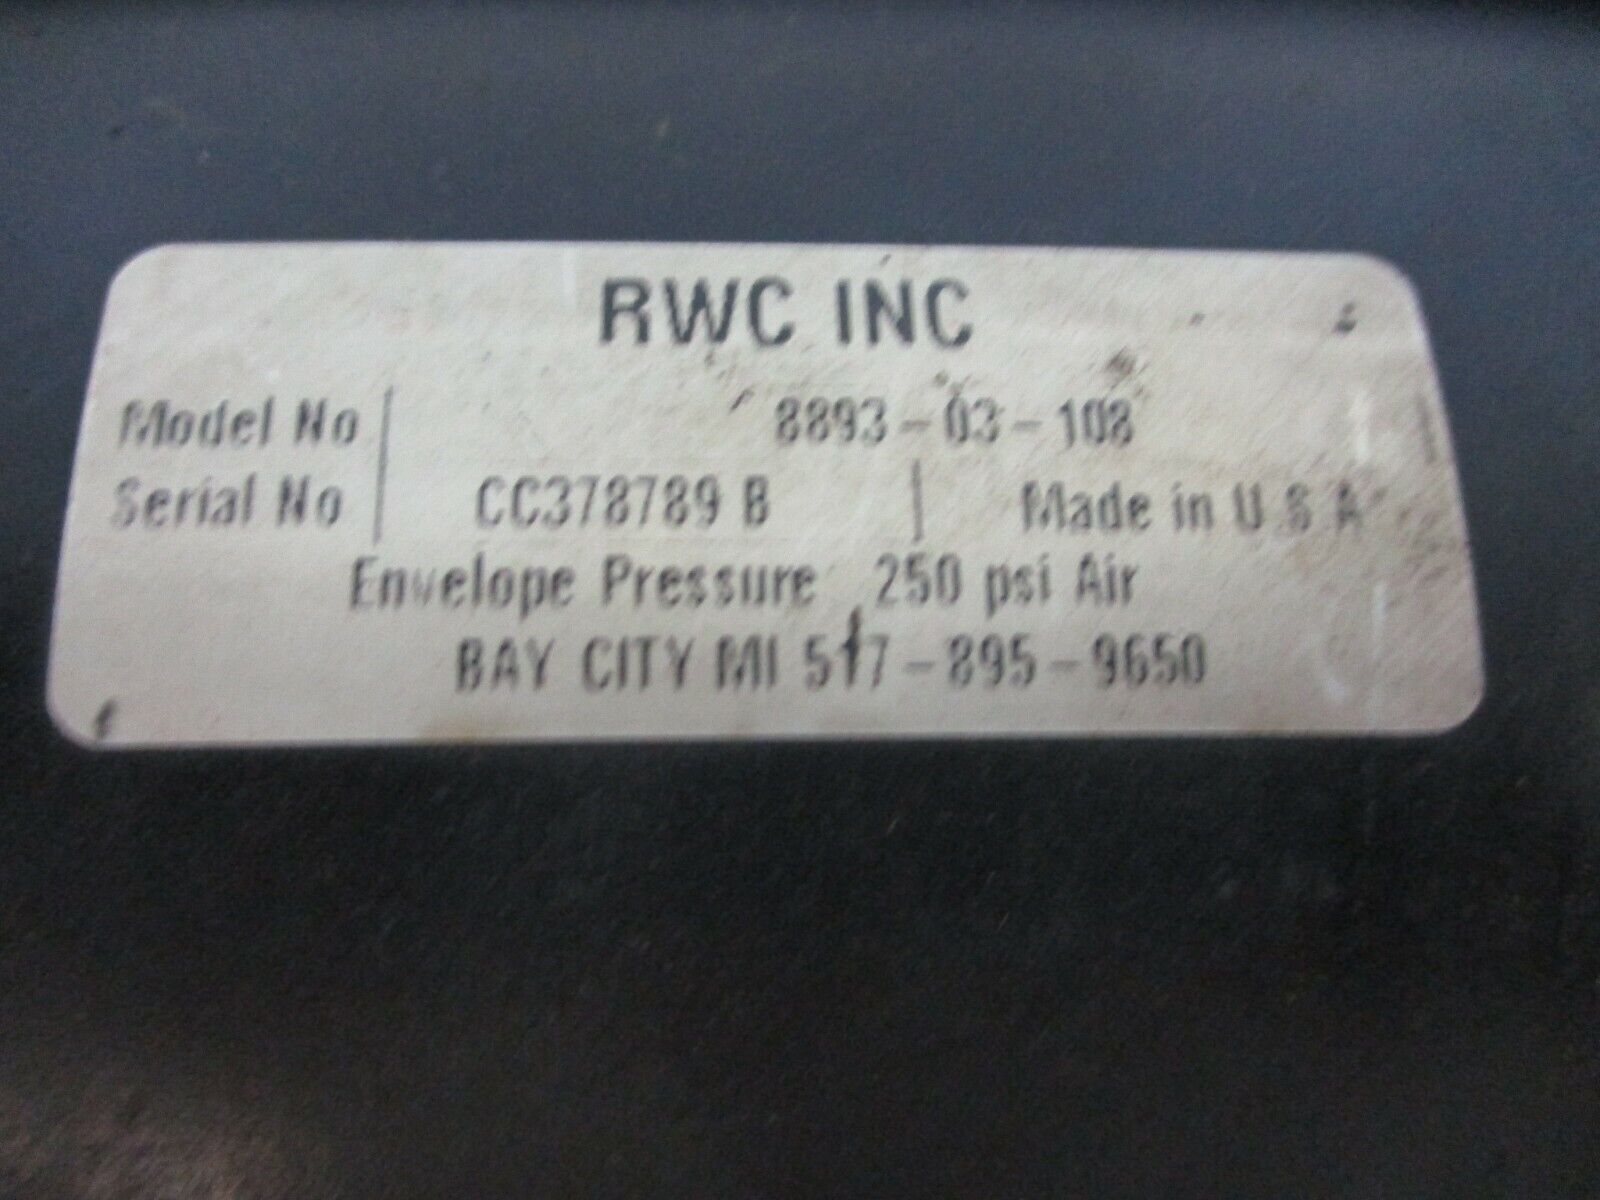 RWC INC
Model No 8893-03-108
Serial No CC378789 B Made in U S A
Envelope Pressure 250 psi Air
BAY CITY MI 517-895-9650